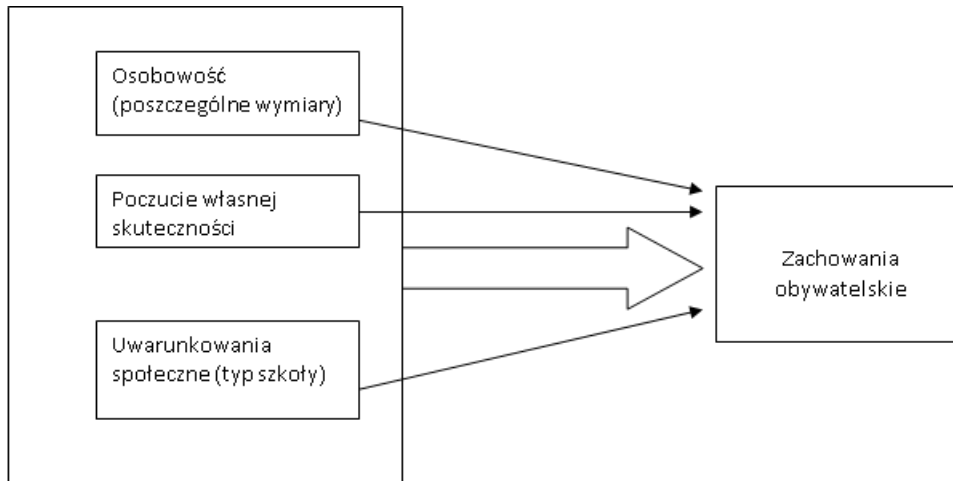 Osobowość
(poszczególne wymiary)
Poczucie własnej
skuteczności
Uwarunkowania
społeczne (typ szkoły)
Zachowania
obywatelskie